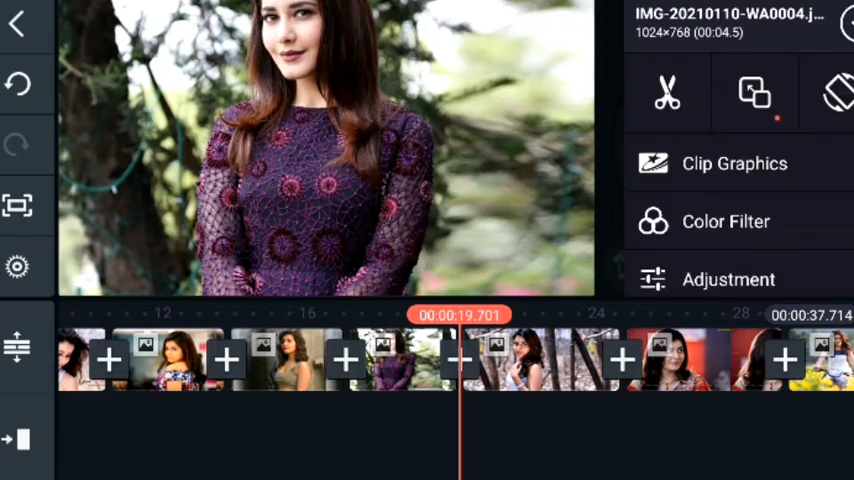 IMG-20210110-WA0004.j...
1024×768 (00:04.5)
Clip Graphics
Color Filter
Adjustment
12
16
00:00:19.701
24
28
00:00:37.714